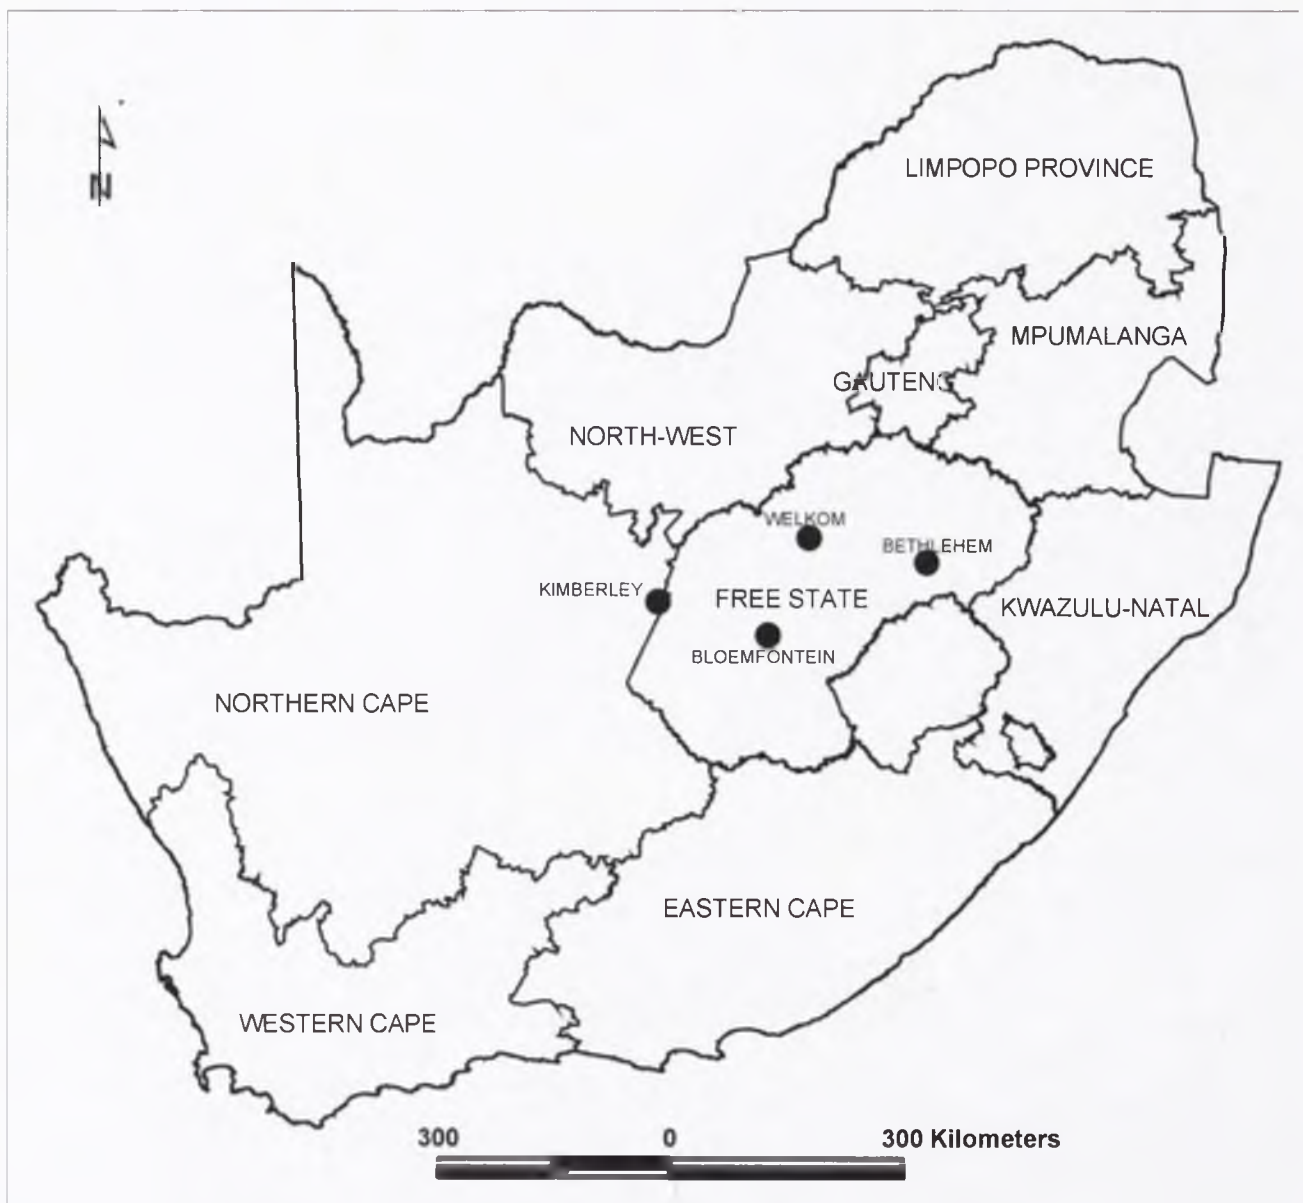 N
LIMPOPO PROVINCE
MPUMALANGA
GAUTENG
NORTH-WEST
WELKOM
BETHLEHEM
KIMBERLEY
FREE STATE
KWAZULU-NATAL
BLOEMFONTEIN
NORTHERN CAPE
EASTERN CAPE
WESTERN CAPE
300 0 300 Kilometers